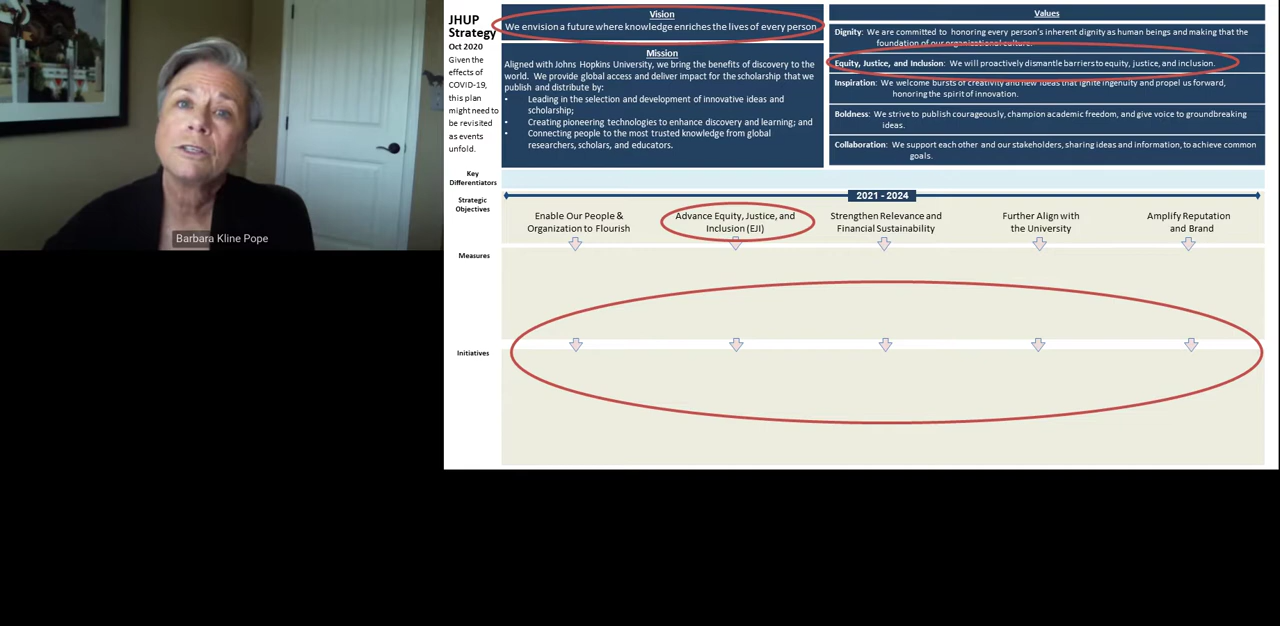 Barbara Kline Pope
JHUP
Strategy
Oct 2020
Given the
effects of
COVID-19,
this plan
might need to
be revisited
as events
unfold.
Vision
We envision a future where knowledge enriches the lives of every person.
Mission
Aligned with Johns Hopkins University, we bring the benefits of discovery to the
world. We provide global access and deliver impact for the scholarship that we
publish and distribute by:
• Leading in the selection and development of innovative ideas and
scholarship;
• Creating pioneering technologies to enhance discovery and learning; and
• Connecting people to the most trusted knowledge from global
researchers, scholars, and educators.
Values
Dignity: We are committed to honoring every person's inherent dignity as human beings and making that the
foundation of our organizational culture.
Equity, Justice, and Inclusion: We will proactively dismantle barriers to equity, justice, and inclusion.
Inspiration: We welcome bursts of creativity and new ideas that ignite ingenuity and propel us forward,
honoring the spirit of innovation.
Boldness: We strive to publish courageously, champion academic freedom, and give voice to groundbreaking
ideas.
Collaboration: We support each other and our stakeholders, sharing ideas and information, to achieve common
goals.
Key
Differentiators
Strategic
Objectives
2021 - 2024
Enable Our People &
Organization to Flourish
Advance Equity, Justice, and
Inclusion (EJI)
Strengthen Relevance and
Financial Sustainability
Further Align with
the University
Amplify Reputation
and Brand
Measures
Initiatives